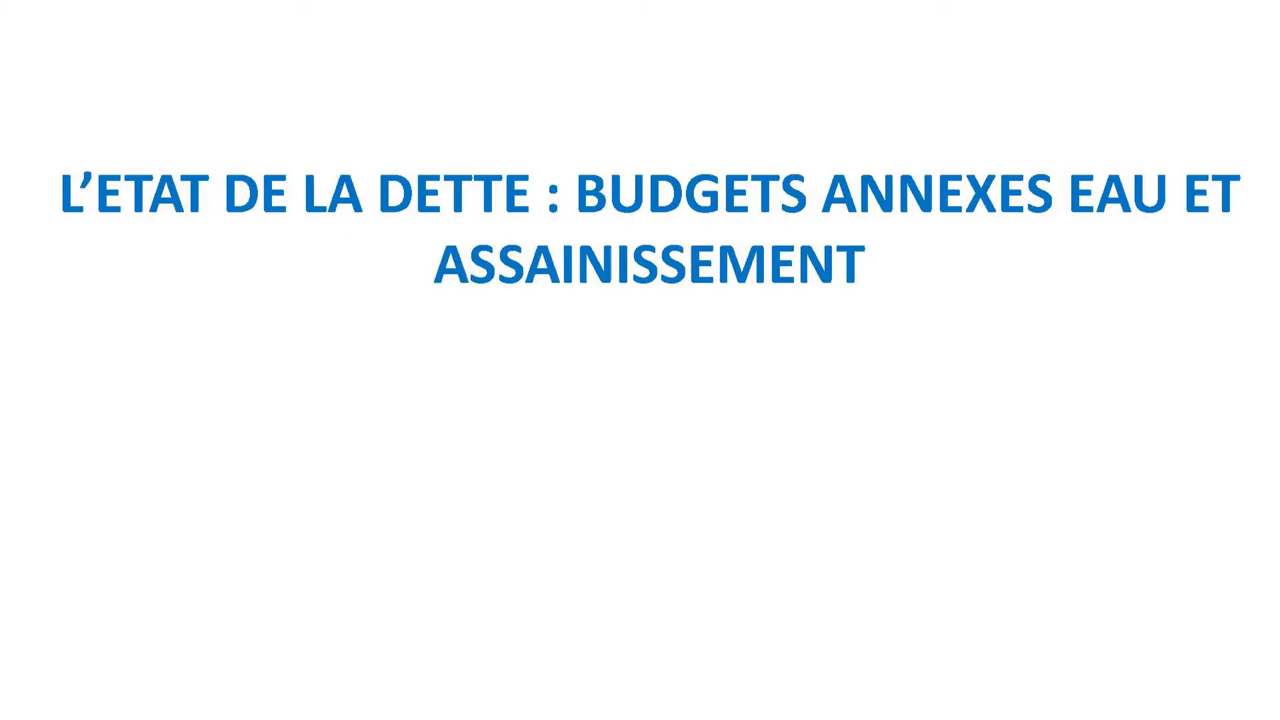 L’ETAT DE LA DETTE : BUDGETS ANNEXES EAU ET
ASSAINISSEMENT